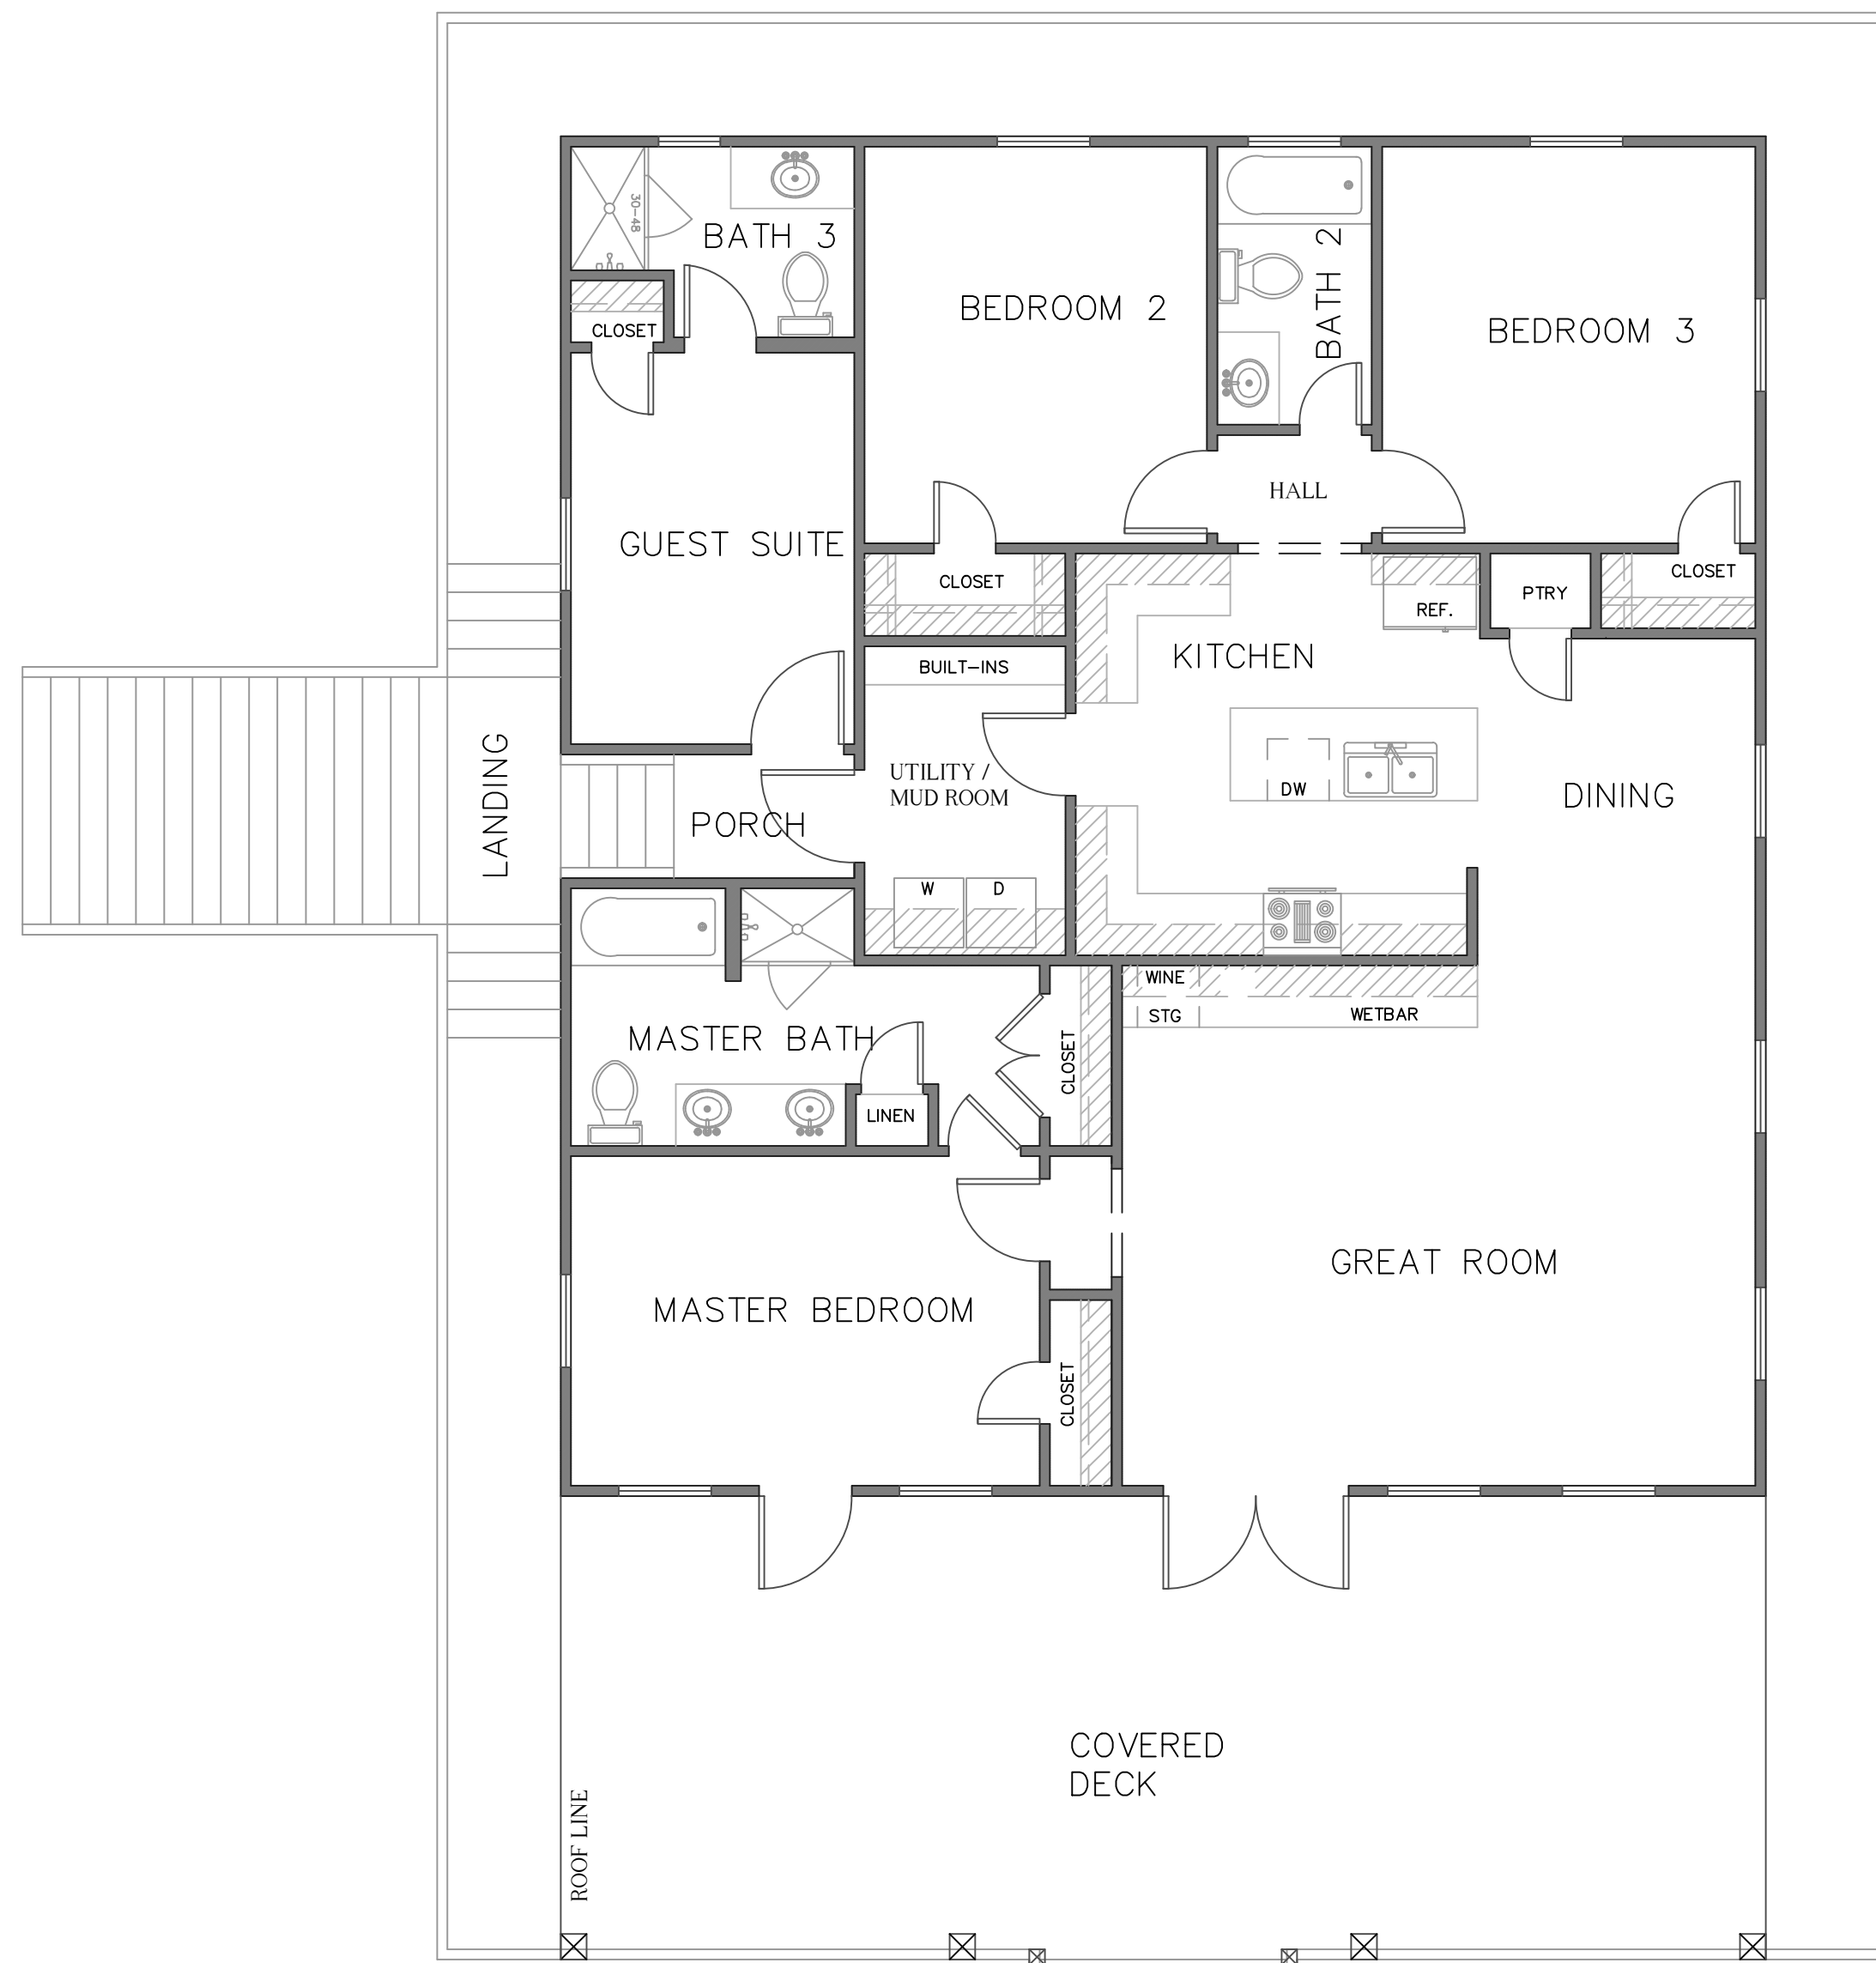 30-48
BATH 3
CLOSET
BEDROOM 2
BATH 2
BEDROOM 3
HALL
GUEST SUITE
CLOSET
CLOSET
PTRY
REF.
BUILT-INS
KITCHEN
LANDING
PORCH
UTILITY /
MUD ROOM
DW
DINING
W
D
WINE
STG
WETBAR
MASTER BATH
CLOSET
LINEN
GREAT ROOM
MASTER BEDROOM
CLOSET
COVERED
DECK
ROOF LINE